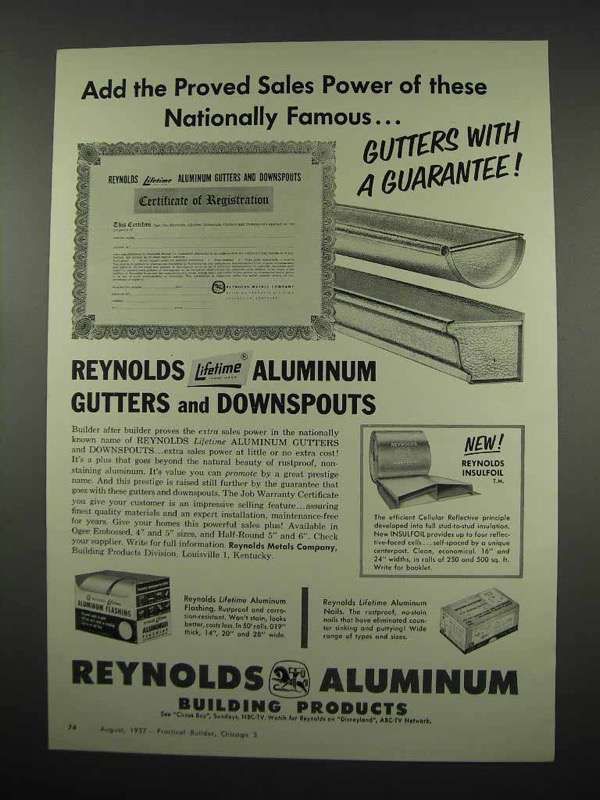 Add the Proved Sales Power of these
Nationally Famous...
GUTTERS WITH
A GUARANTEE!
REYNOLDS Lifetime ALUMINUM GUTTERS AND DOWNSPOUTS
Certificate of Registration
This Certifies
REYNOLDS METALS COMPANY
REYNOLDS Lifetime ® ALUMINUM
GUTTERS and DOWNSPOUTS
Builder after builder proves the extra sales power in the nationally
known name of REYNOLDS Lifetime ALUMINUM GUTTERS
and DOWNSPOUTS...extra sales power at little or no extra cost!
It's a plus that goes beyond the natural beauty of rustproof, non-
staining aluminum. It's value you can promote by a great prestige
name. And this prestige is raised still further by the guarantee that
goes with these gutters and downspouts. The Job Warranty Certificate
you give your customer is an impressive selling feature...assuring
finest quality materials and an expert installation, maintenance-free
for years. Give your homes this powerful sales plus! Available in
Ogee Embossed, 4" and 5" sizes, and Half-Round 5" and 6". Check
your supplier. Write for full information. Reynolds Metals Company,
Building Products Division, Louisville 1, Kentucky.
NEW!
REYNOLDS
INSULFOIL
T.M.
The efficient Cellular Reflective principle
developed into full stud-to-stud insulation.
New INSULFOIL provides up to four reflec-
tive-faced cells...self-spaced by a unique
centerpost. Clean, economical. 16" and
24" widths, in rolls of 250 and 500 sq. ft.
Write for booklet.
ALUMINUM FLASHING
ALUMINUM
Reynolds Lifetime Aluminum
Flashing. Rustproof and corro-
sion-resistant. Won't stain, looks
better, costs less. In 50' rolls .019"
thick, 14", 20" and 28" wide.
Reynolds Lifetime Aluminum
Nails. The rustproof, no-stain
nails that have eliminated coun-
ter sinking and puttying! Wide
range of types and sizes.
REYNOLDS ALUMINUM
BUILDING PRODUCTS
See "Circus Boy", Sundays, NBC-TV. Watch for Reynolds on "Disneyland", ABC-TV Network.
74 August, 1957 – Practical Builder, Chicago 3